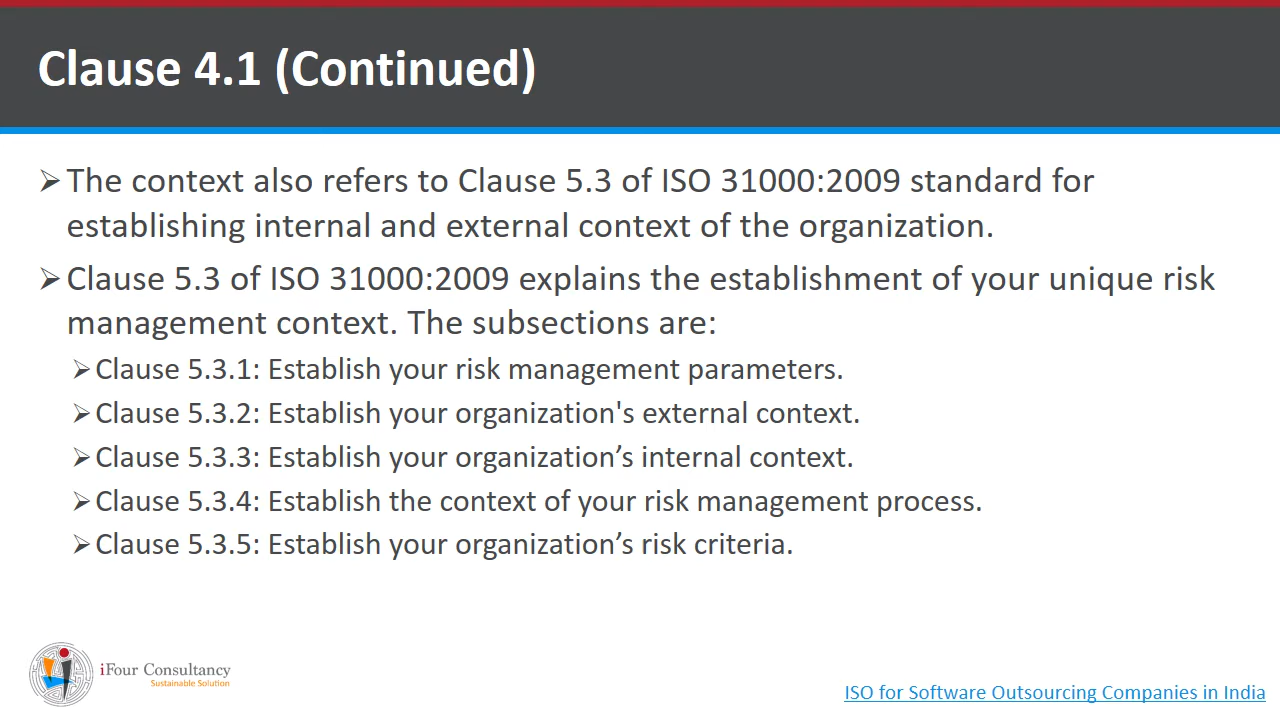 Clause 4.1 (Continued)
➢The context also refers to Clause 5.3 of ISO 31000:2009 standard for
establishing internal and external context of the organization.
➢Clause 5.3 of ISO 31000:2009 explains the establishment of your unique risk
management context. The subsections are:
➢Clause 5.3.1: Establish your risk management parameters.
➢Clause 5.3.2: Establish your organization's external context.
➢Clause 5.3.3: Establish your organization’s internal context.
➢Clause 5.3.4: Establish the context of your risk management process.
➢Clause 5.3.5: Establish your organization’s risk criteria.
iFour Consultancy
Sustainable Solution
ISO for Software Outsourcing Companies in India